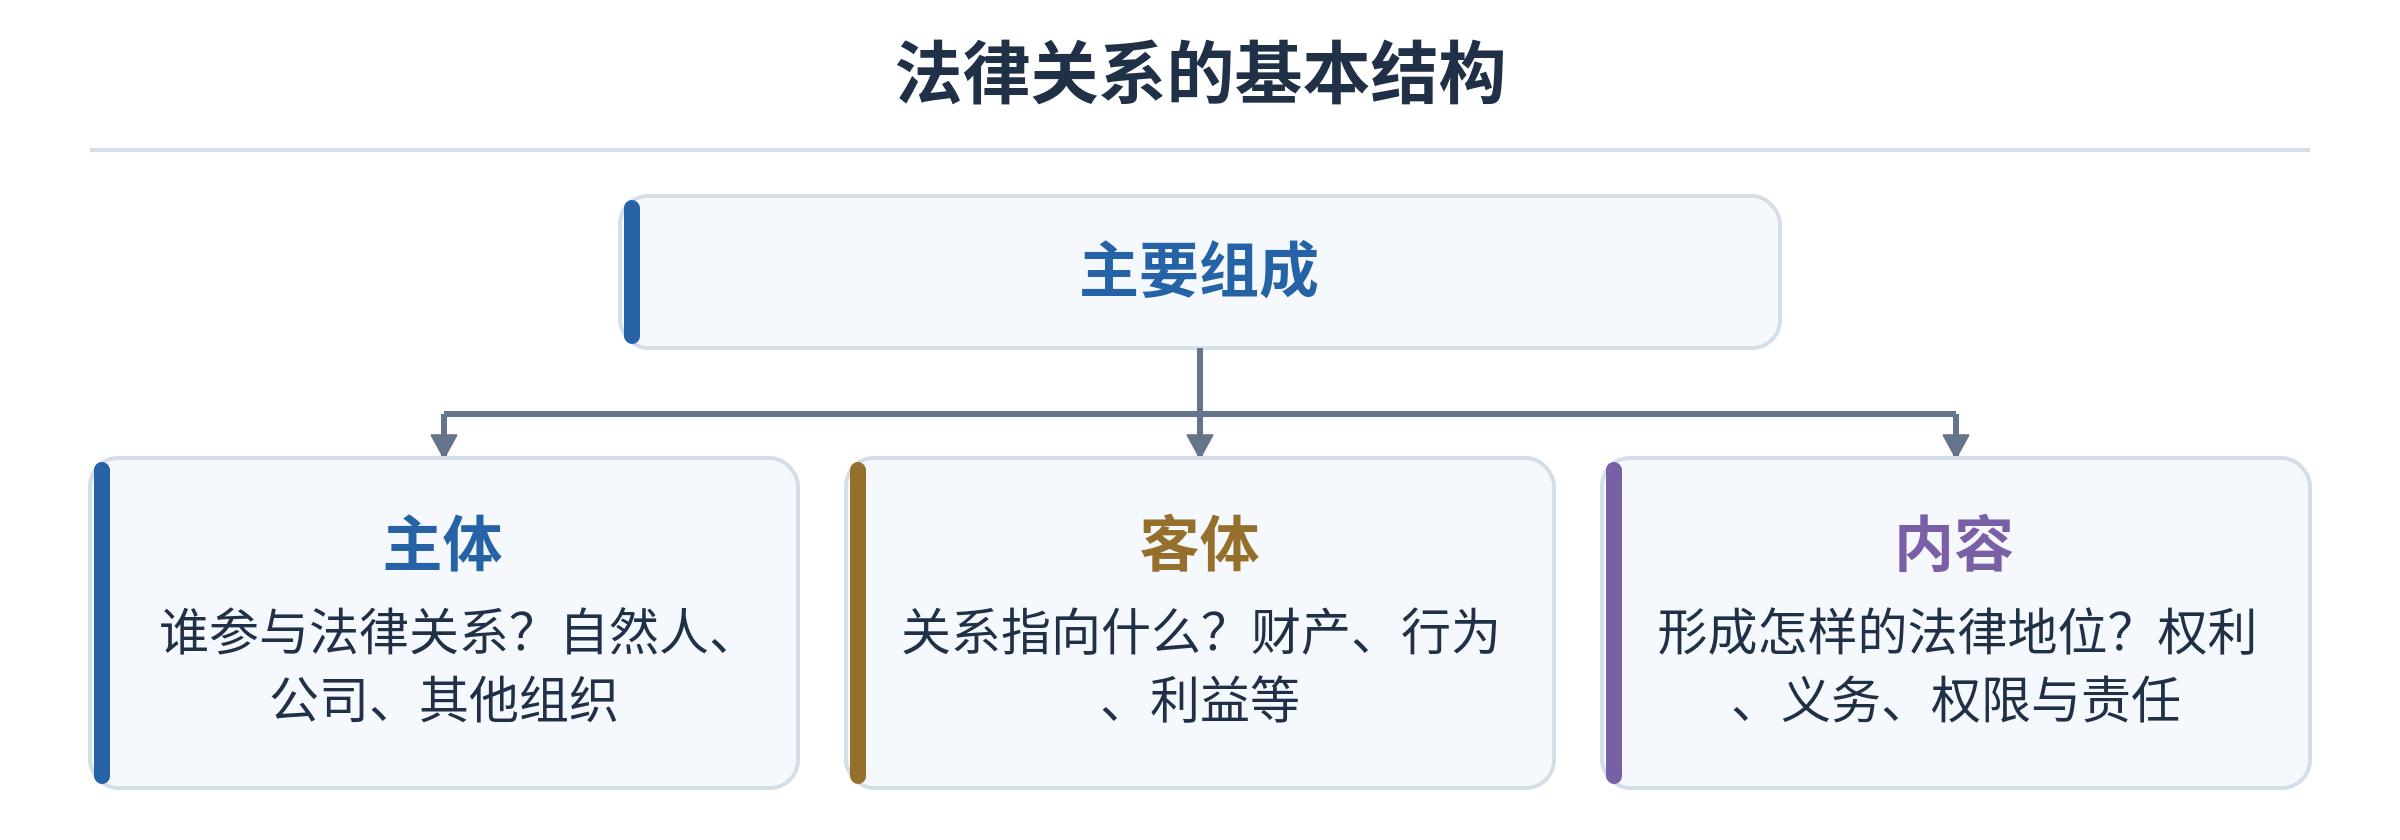 法律关系的基本结构
主要组成
主体
谁参与法律关系？自然人、
公司、其他组织
客体
关系指向什么？财产、行为
、利益等
内容
形成怎样的法律地位？权利
、义务、权限与责任